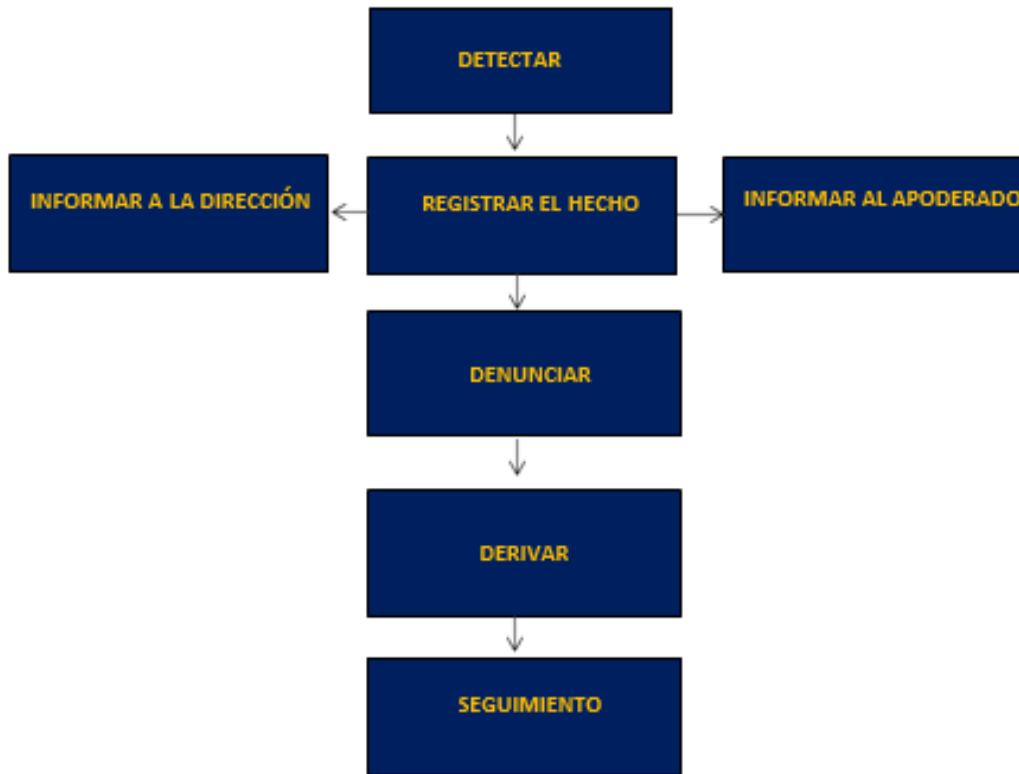 DETECTAR
INFORMAR A LA DIRECCIÓN
REGISTRAR EL HECHO
INFORMAR AL APODERADO
DENUNCIAR
DERIVAR
SEGUIMIENTO